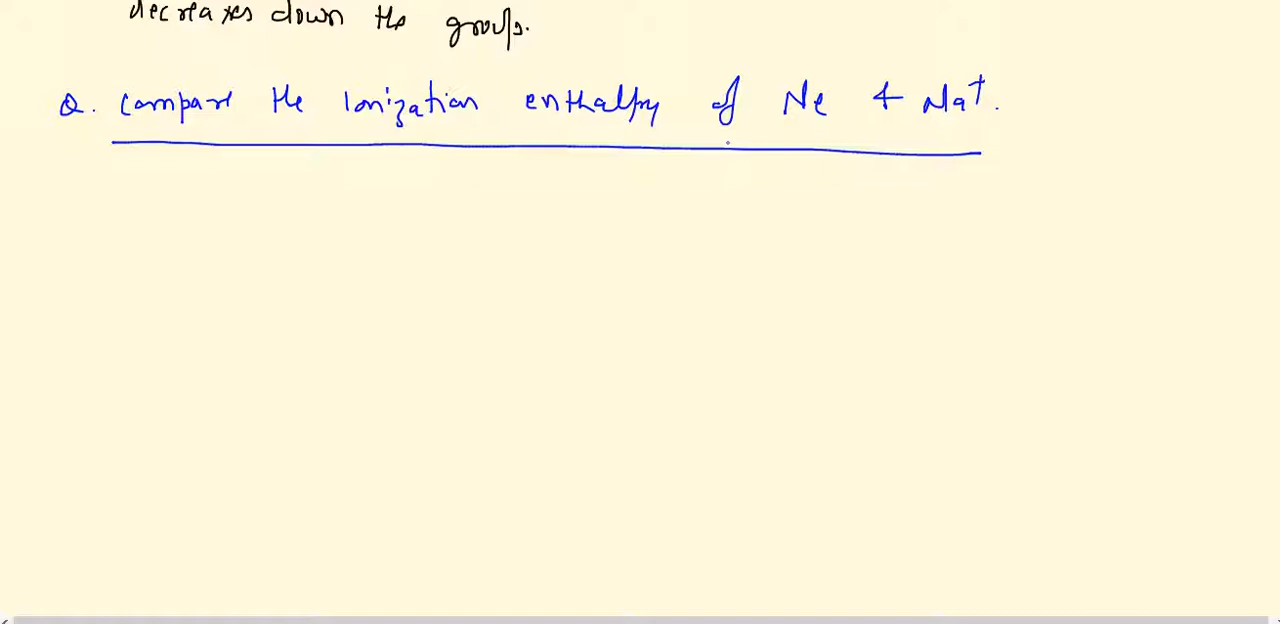 decreases down the group.
Q. Compare the Ionization enthalpy of Ne & Na+.